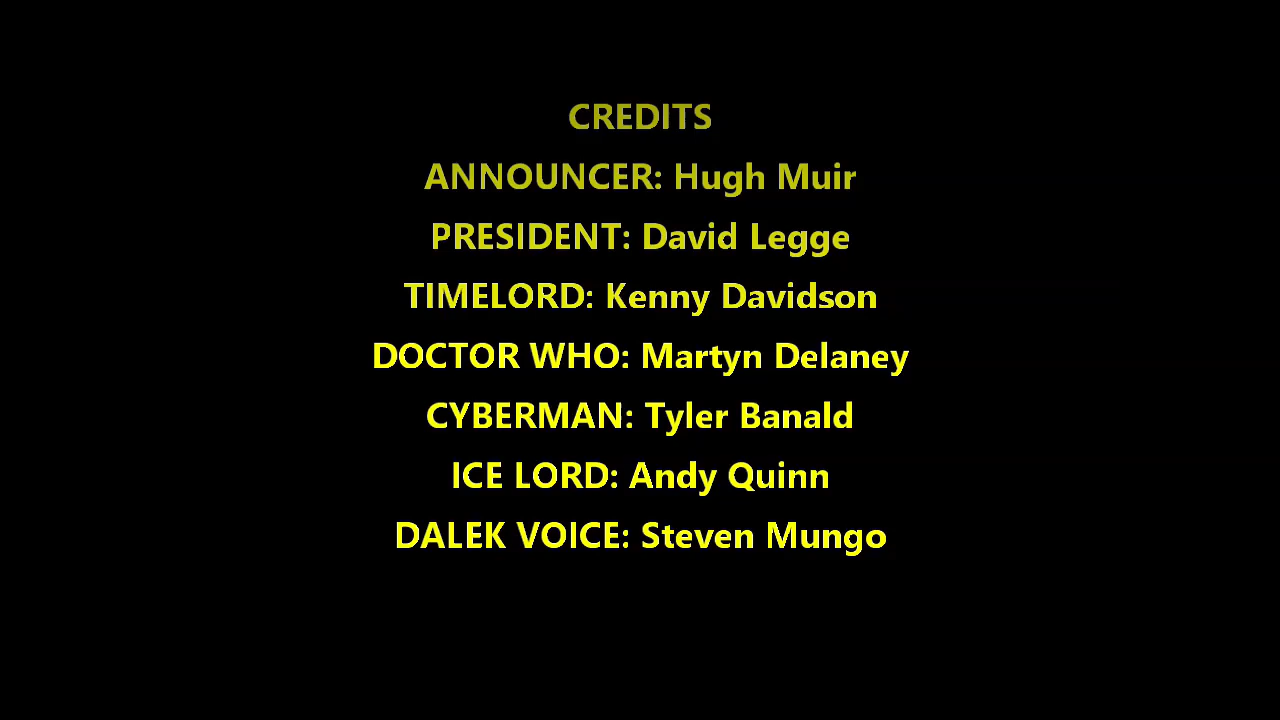 CREDITS
ANNOUNCER: Hugh Muir
PRESIDENT: David Legge
TIMELORD: Kenny Davidson
DOCTOR WHO: Martyn Delaney
CYBERMAN: Tyler Banald
ICE LORD: Andy Quinn
DALEK VOICE: Steven Mungo